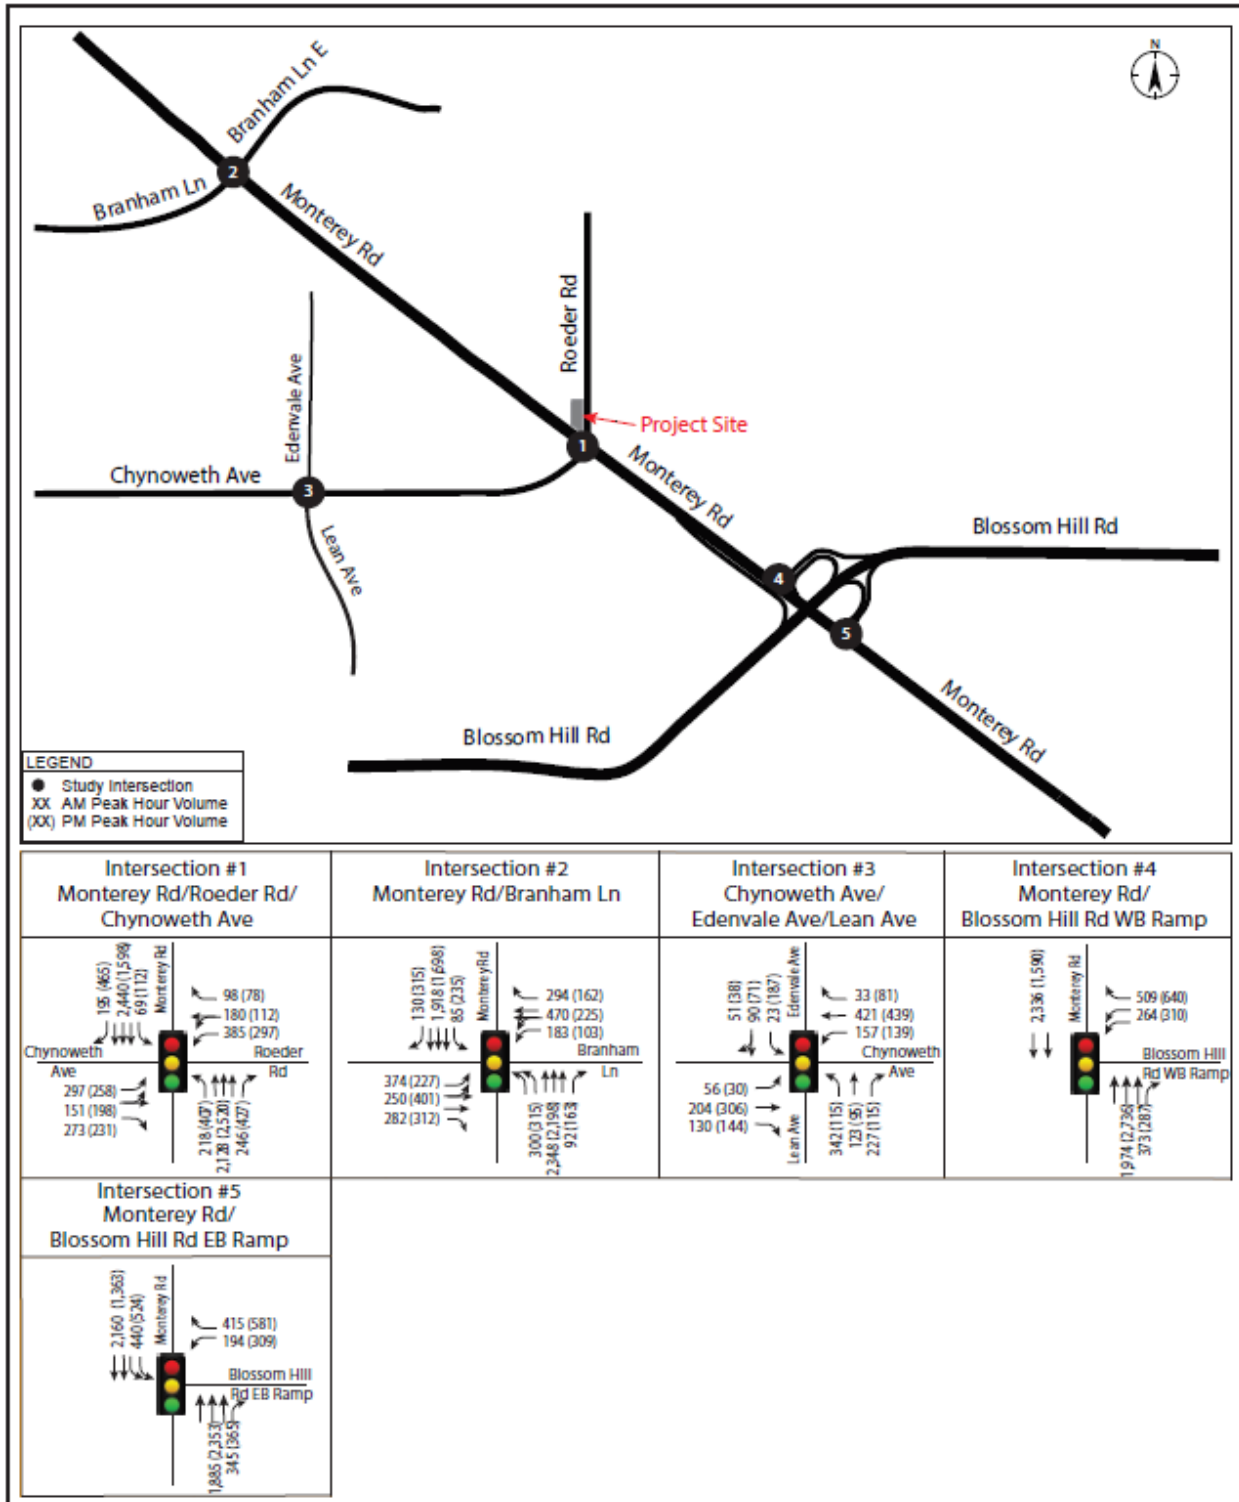 N
Branham Ln E
2
Branham Ln
Monterey Rd
Roeder Rd
Edenvale Ave
Project Site
1
Chynoweth Ave
Monterey Rd
3
Blossom Hill Rd
Lean Ave
4
5
Monterey Rd
Blossom Hill Rd
LEGEND
Study Intersection
XX AM Peak Hour Volume
(XX) PM Peak Hour Volume
Intersection #1
Monterey Rd/Roeder Rd/
Chynoweth Ave
195 (465)
2,440 (1,598)
69 (112)
Monterey Rd
98 (78)
180 (112)
385 (297)
Chynoweth
Ave
Roeder
Rd
297 (258)
151 (198)
273 (231)
218 (407)
2,128 (2,520)
246 (427)
Intersection #2
Monterey Rd/Branham Ln
130 (315)
1,918 (1,698)
85 (235)
Monterey Rd
294 (162)
470 (225)
183 (103)
Branham
Ln
374 (227)
250 (401)
282 (312)
300 (315)
2,348 (2,198)
92 (163)
Intersection #3
Chynoweth Ave/
Edenvale Ave/Lean Ave
51 (38)
90 (71)
23 (187)
Edenvale Ave
33 (81)
421 (439)
157 (139)
Chynoweth
Ave
56 (30)
204 (306)
130 (144)
Lean Ave
342 (115)
123 (95)
227 (115)
Intersection #4
Monterey Rd/
Blossom Hill Rd WB Ramp
2,336 (1,590)
Monterey Rd
509 (640)
264 (310)
Blossom Hill
Rd WB Ramp
1,974 (2,736)
373 (287)
Intersection #5
Monterey Rd/
Blossom Hill Rd EB Ramp
2,160 (1,363)
440 (524)
Monterey Rd
415 (581)
194 (309)
Blossom Hill
Rd EB Ramp
1,885 (2,353)
345 (365)